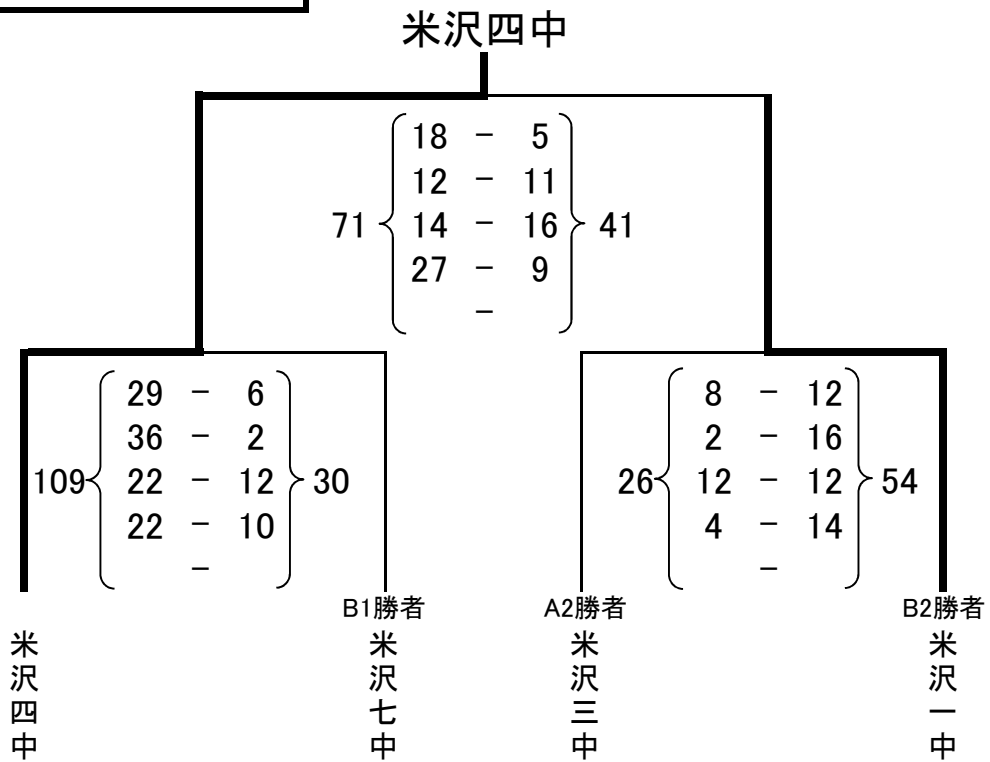 米沢四中
18 - 5
12 - 11
71 14 - 16 41
27 - 9
-
29 - 6
36 - 2
109 22 - 12 30
22 - 10
-
8 - 12
2 - 16
26 12 - 12 54
4 - 14
-
B1勝者 A2勝者 B2勝者
米沢四中
米沢七中
米沢三中
米沢一中